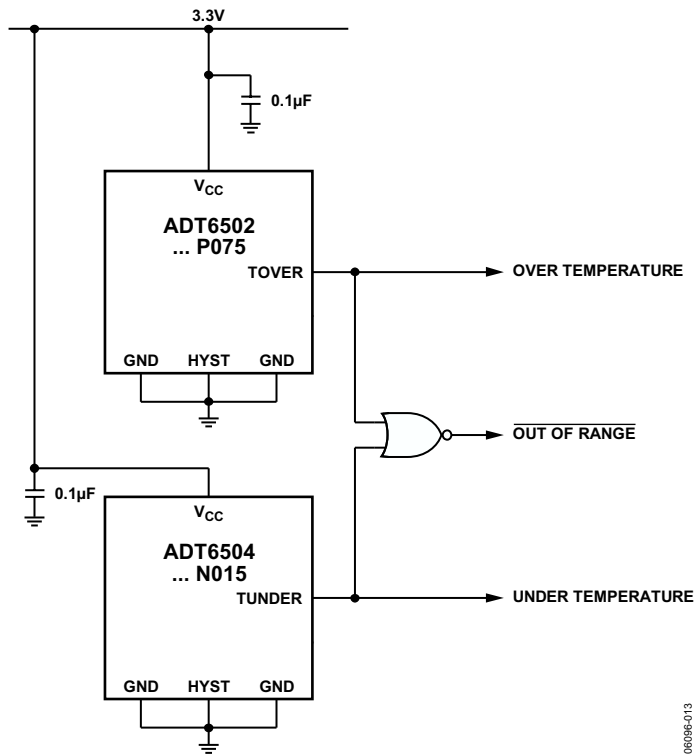 3.3V
0.1µF
VCC
ADT6502
... P075
TOVER
OVER TEMPERATURE
GND HYST GND
OUT OF RANGE
0.1µF
VCC
ADT6504
... N015
TUNDER
UNDER TEMPERATURE
GND HYST GND
06096-013